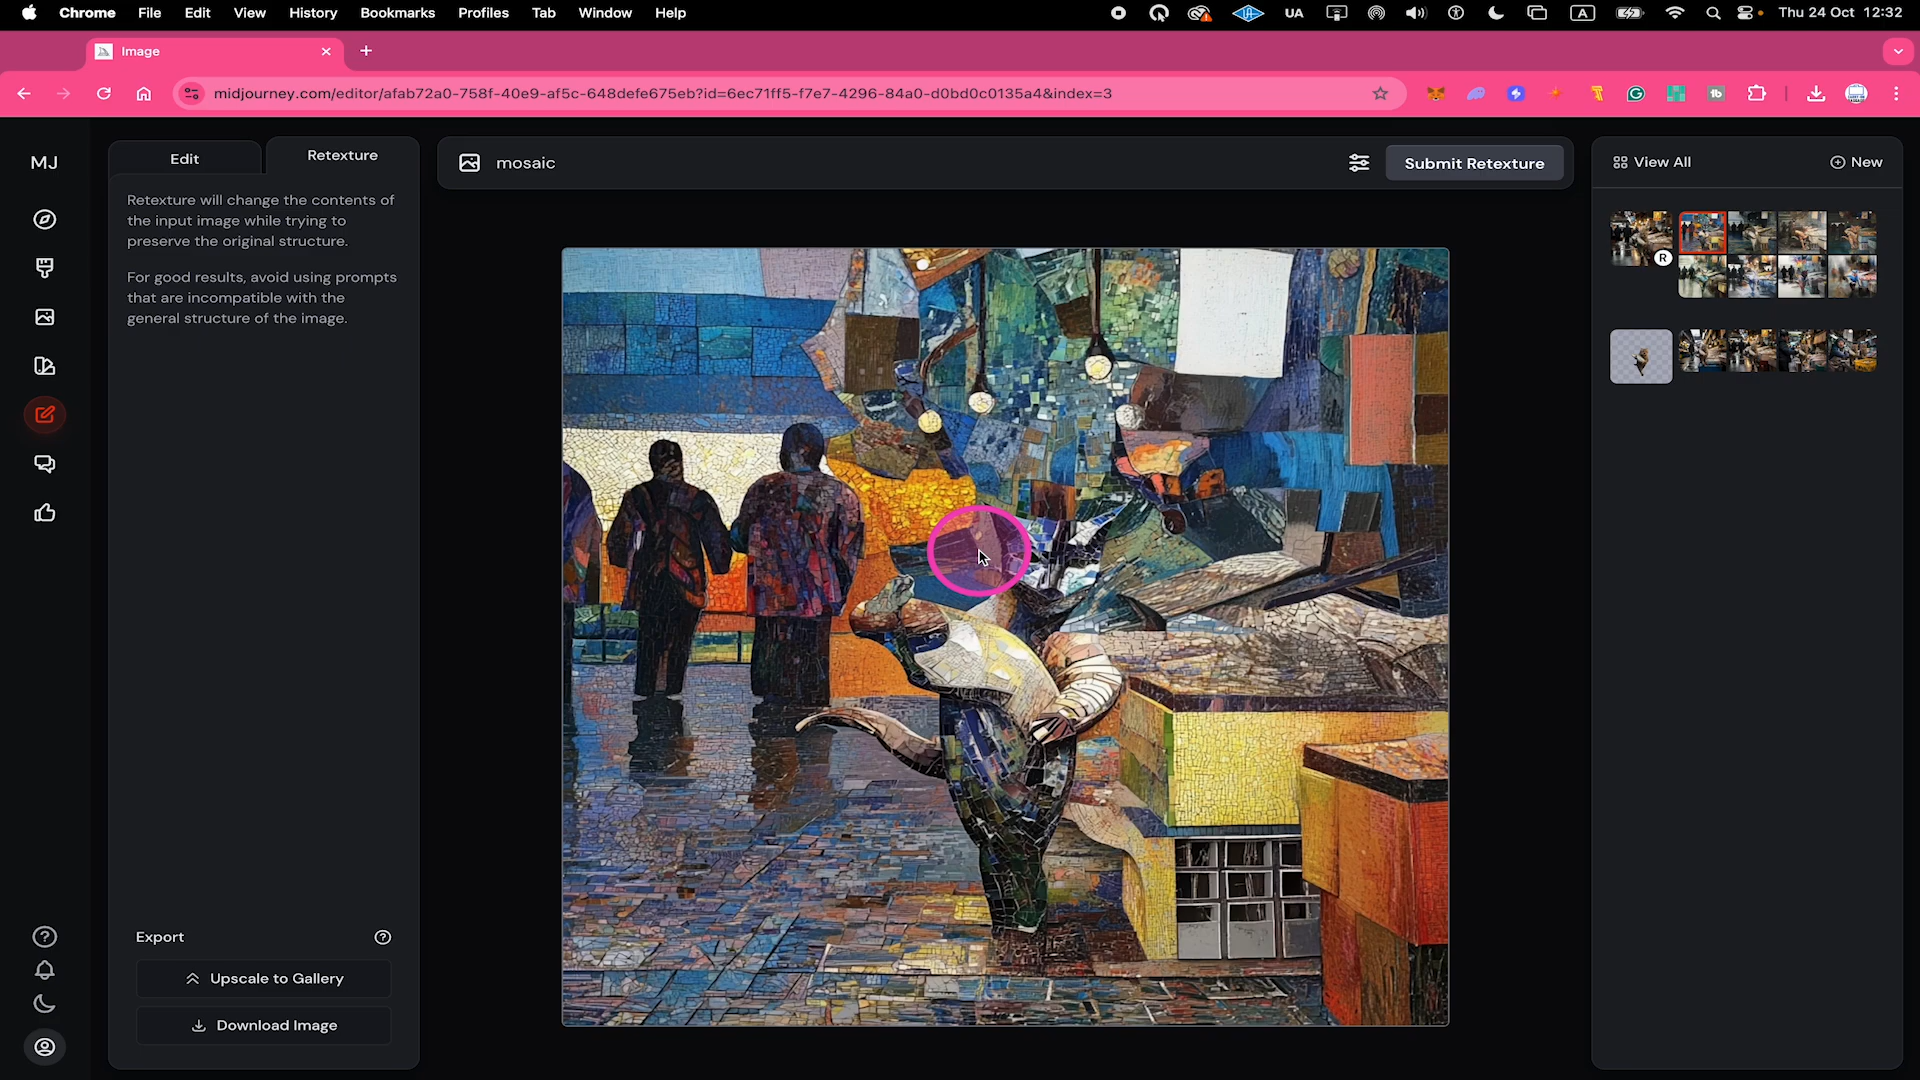 Chrome File Edit View History Bookmarks Profiles Tab Window Help UA A Thu 24 Oct 12:32
Image
midjourney.com/editor/afab72a0-758f-40e9-af5c-648defe675eb?id=6ec71ff5-f7e7-4296-84a0-d0bd0c0135a4&index=3
MJ
Edit
Retexture
Retexture will change the contents of
the input image while trying to
preserve the original structure.
For good results, avoid using prompts
that are incompatible with the
general structure of the image.
Export
Upscale to Gallery
Download Image
mosaic
Submit Retexture
View All
New
R